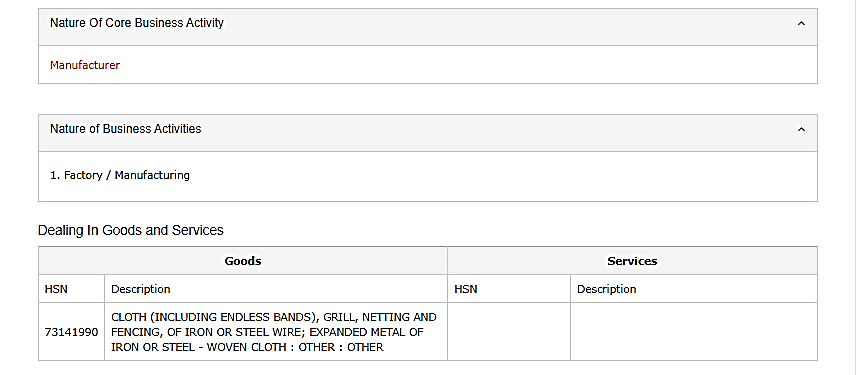 Nature Of Core Business Activity
Manufacturer
Nature of Business Activities
1. Factory / Manufacturing
Dealing In Goods and Services
Goods Services
HSN Description HSN Description
73141990 CLOTH (INCLUDING ENDLESS BANDS), GRILL, NETTING AND
FENCING, OF IRON OR STEEL WIRE; EXPANDED METAL OF
IRON OR STEEL - WOVEN CLOTH : OTHER : OTHER